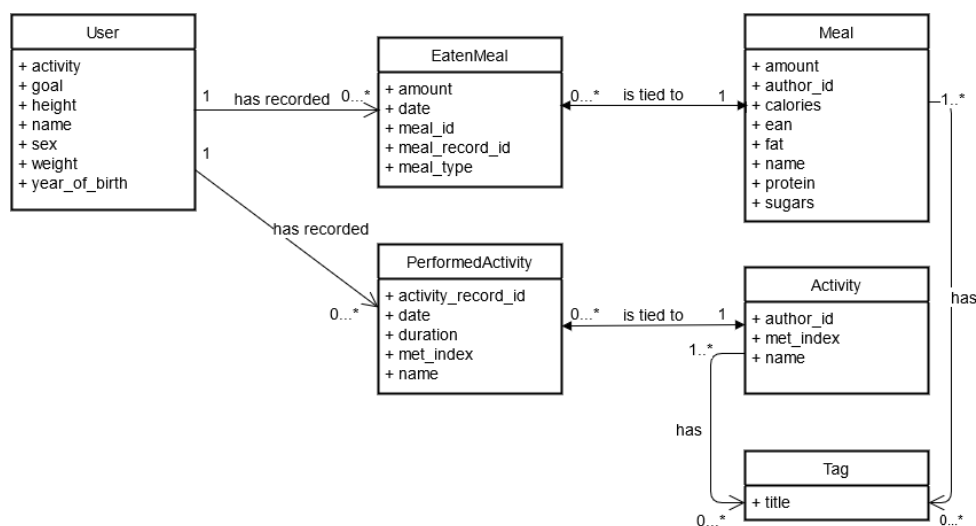 User
+ activity
+ goal
+ height
+ name
+ sex
+ weight
+ year_of_birth
1
has recorded
0...*
EatenMeal
+ amount
+ date
+ meal_id
+ meal_record_id
+ meal_type
0...*
is tied to
1
Meal
+ amount
+ author_id
+ calories
+ ean
+ fat
+ name
+ protein
+ sugars
1..*
has
0...*
1
has recorded
0...*
PerformedActivity
+ activity_record_id
+ date
+ duration
+ met_index
+ name
0...*
is tied to
1
Activity
+ author_id
+ met_index
+ name
1..*
has
0...*
Tag
+ title